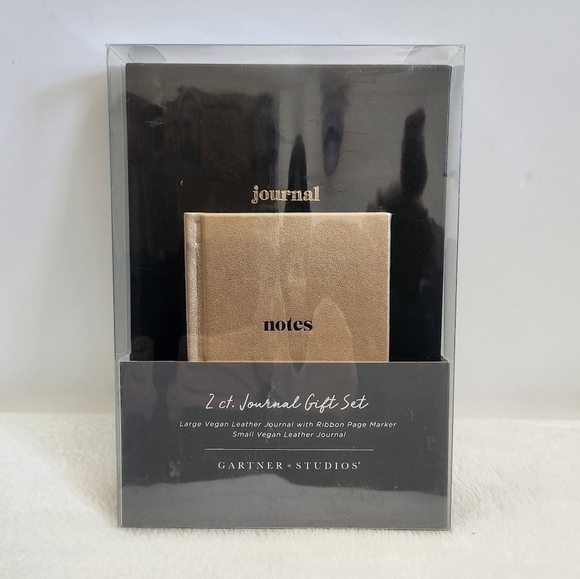 journal
notes
2 ct. Journal Gift Set
Large Vegan Leather Journal with Ribbon Page Marker
Small Vegan Leather Journal
GARTNER ★ STUDIOS®